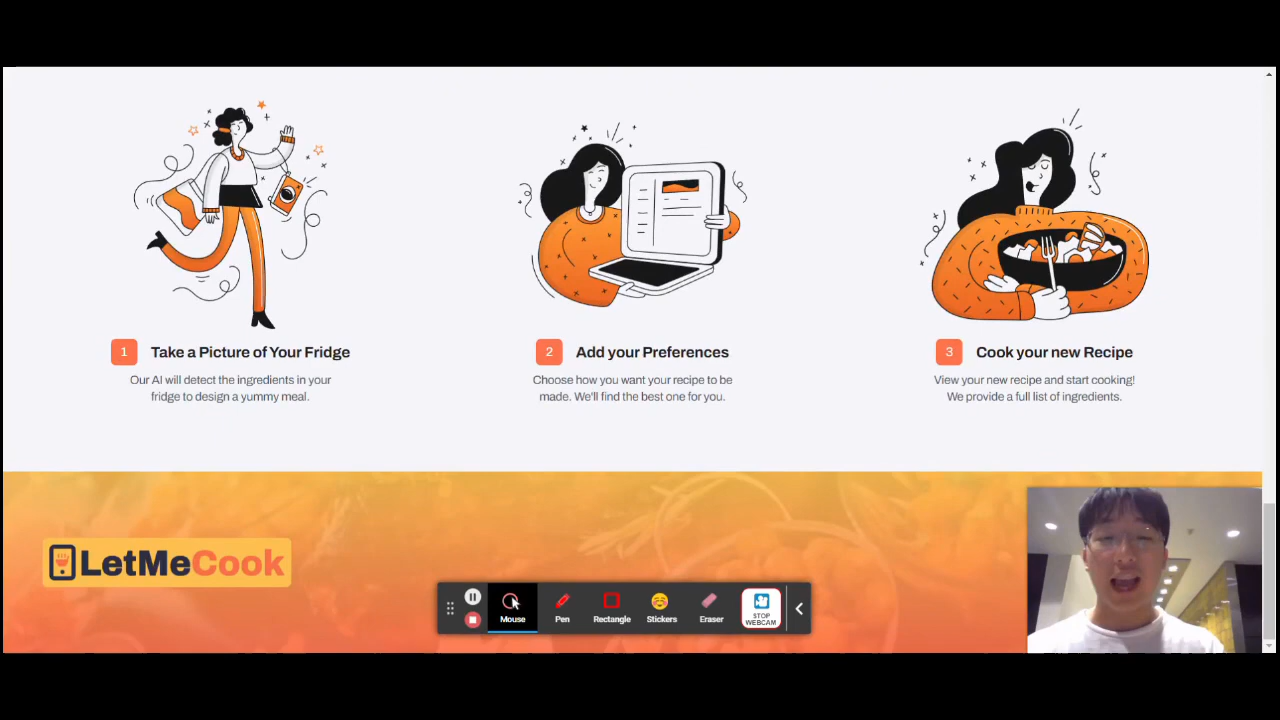 1 Take a Picture of Your Fridge
Our AI will detect the ingredients in your
fridge to design a yummy meal.
2 Add your Preferences
Choose how you want your recipe to be
made. We'll find the best one for you.
3 Cook your new Recipe
View your new recipe and start cooking!
We provide a full list of ingredients.
LetMeCook
Mouse
Pen
Rectangle
Stickers
Eraser
STOP
WEBCAM